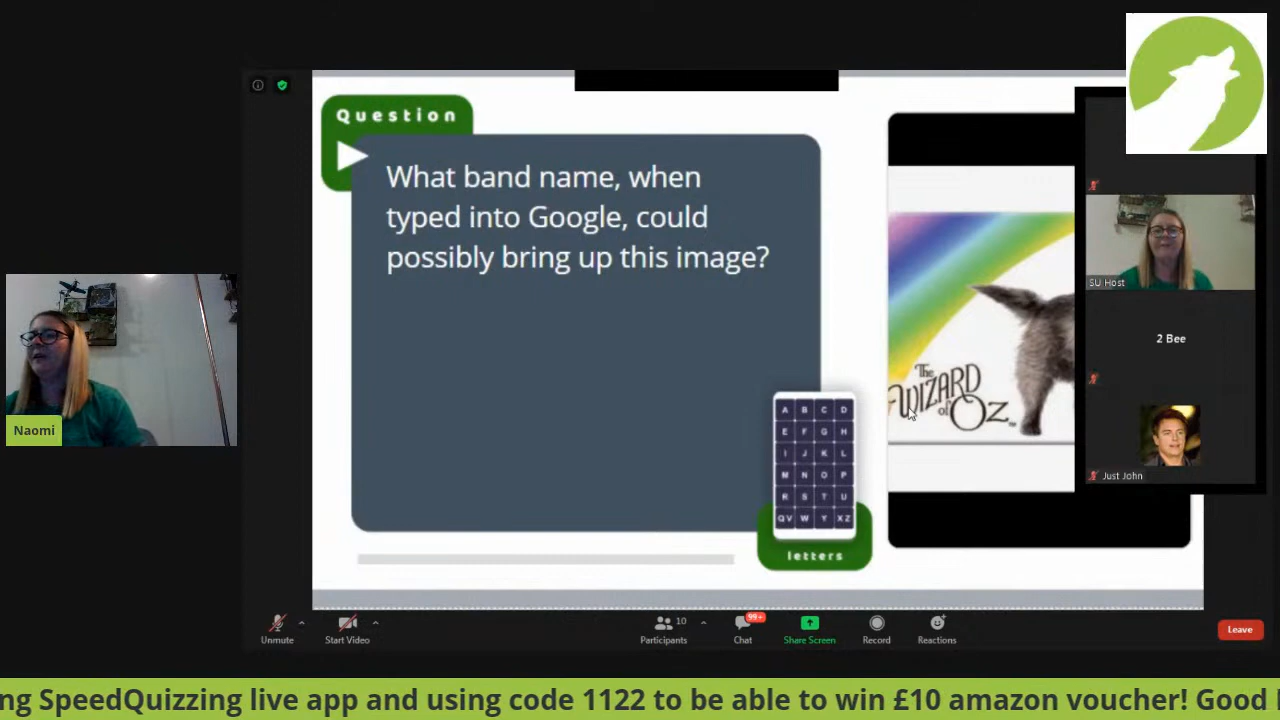 Question
What band name, when
typed into Google, could
possibly bring up this image?
The
WIZARD
of OZ
TM
A B C D
E F G H
I J K L
M N O P
R S T U
QV W Y XZ
letters
SU Host
2 Bee
Just John
Naomi
Unmute
Start Video
10
Participants
99+
Chat
Share Screen
Record
Reactions
Leave
ng SpeedQuizzing live app and using code 1122 to be able to win £10 amazon voucher! Good